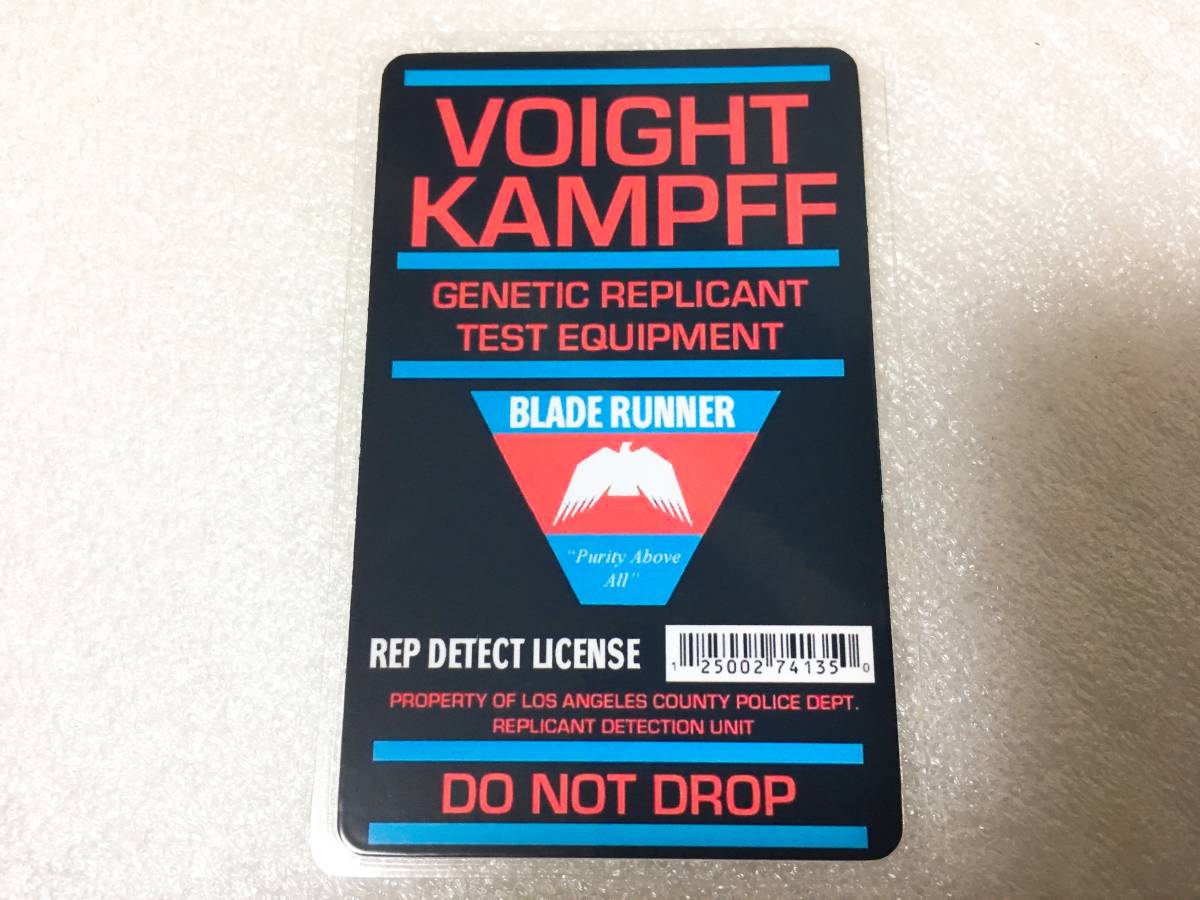 VOIGHT
KAMPFF
GENETIC REPLICANT
TEST EQUIPMENT
BLADE RUNNER
"Purity Above
All"
REP DETECT LICENSE
1 25002 74135 0
PROPERTY OF LOS ANGELES COUNTY POLICE DEPT.
REPLICANT DETECTION UNIT
DO NOT DROP